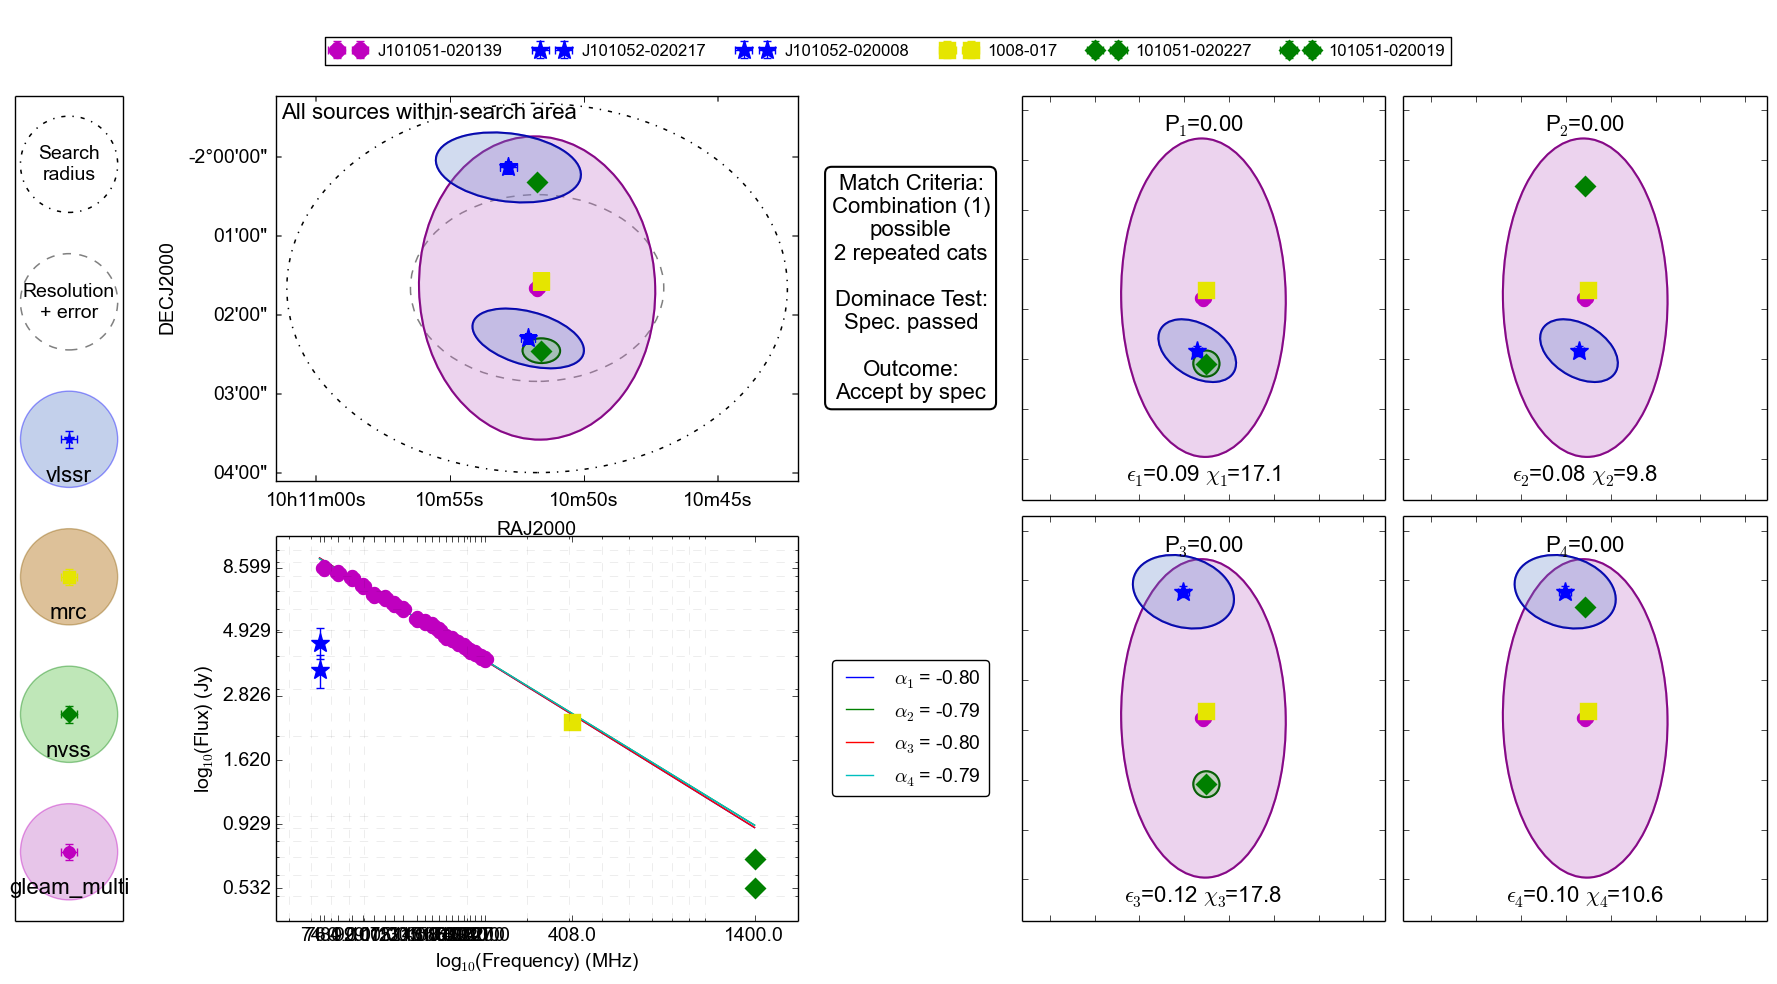 J101051-020139 J101052-020217 J101052-020008 1008-017 101051-020227 101051-020019
Search
radius
Resolution
+ error
vlssr
mrc
nvss
gleam_multi
All sources within search area
DECJ2000
-2°00'00"
01'00"
02'00"
03'00"
04'00"
10h11m00s 10m55s 10m50s 10m45s
RAJ2000
Match Criteria:
Combination (1)
possible
2 repeated cats
Dominace Test:
Spec. passed
Outcome:
Accept by spec
P1=0.00
ϵ1=0.09 χ1=17.1
P2=0.00
ϵ2=0.08 χ2=9.8
log10(Flux) (Jy)
8.599
4.929
2.826
1.620
0.929
0.532
408.0 1400.0
log10(Frequency) (MHz)
α1 = -0.80
α2 = -0.79
α3 = -0.80
α4 = -0.79
P3=0.00
ϵ3=0.12 χ3=17.8
P4=0.00
ϵ4=0.10 χ4=10.6